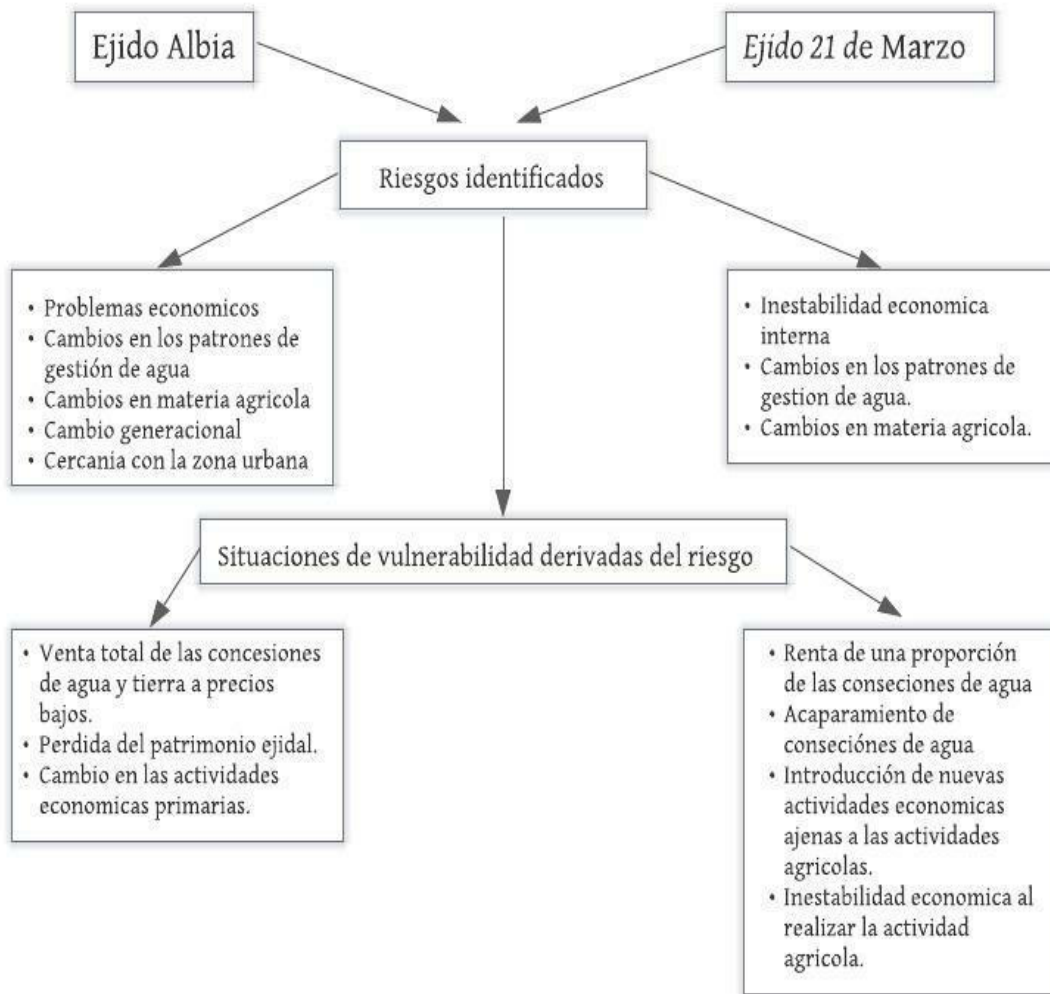 Ejido Albia
Ejido 21 de Marzo
Riesgos identificados
• Problemas economicos
• Cambios en los patrones de
gestión de agua
• Cambios en materia agricola
• Cambio generacional
• Cercania con la zona urbana
• Inestabilidad economica
interna
• Cambios en los patrones de
gestion de agua.
• Cambios en materia agricola.
Situaciones de vulnerabilidad derivadas del riesgo
• Venta total de las concesiones
de agua y tierra a precios
bajos.
• Perdida del patrimonio ejidal.
• Cambio en las actividades
economicas primarias.
• Renta de una proporción
de las conseciones de agua
• Acaparamiento de
conseciónes de agua
• Introducción de nuevas
actividades economicas
ajenas a las actividades
agricolas.
• Inestabilidad economica al
realizar la actividad
agricola.